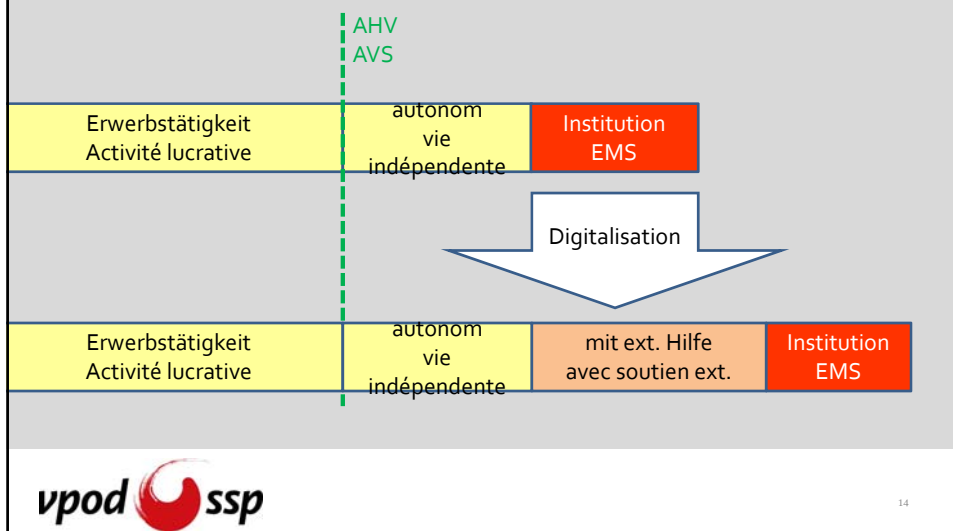 AHV
AVS
Erwerbstätigkeit
Activité lucrative
autonom
vie
indépendente
Institution
EMS
Digitalisation
Erwerbstätigkeit
Activité lucrative
autonom
vie
indépendente
mit ext. Hilfe
avec soutien ext.
Institution
EMS
vpod ssp
14